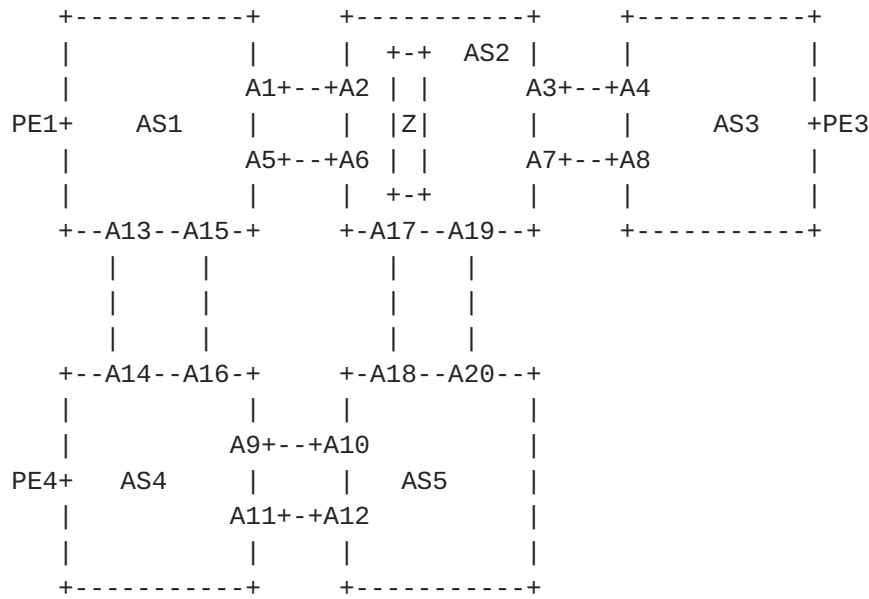 +-----------+     +-----------+     +-----------+
|           |     |  +-+  AS2 |     |           |
|          A1+--+A2 | |      A3+--+A4           |
PE1+    AS1    |     |  |Z|      |     |     AS3   +PE3
|          A5+--+A6 | |      A7+--+A8           |
|           |     |  +-+      |     |           |
+--A13--A15-+     +-A17--A19--+     +-----------+
|     |           |    |
|     |           |    |
|     |           |    |
+--A14--A16-+     +-A18--A20--+
|           |     |           |
|         A9+--+A10           |
PE4+   AS4     |     |   AS5     |
|         A11+-+A12           |
|           |     |           |
+-----------+     +-----------+